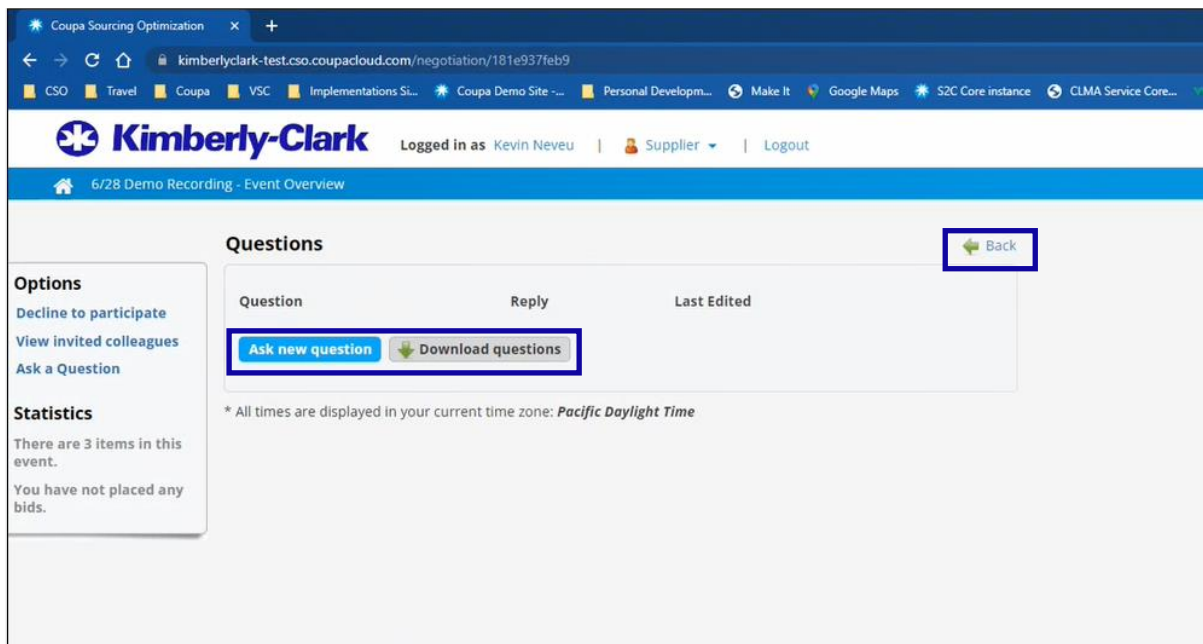 Coupa Sourcing Optimization
kimberlyclark-test.cso.coupacloud.com/negotiation/181e937feb9
CSO Travel Coupa VSC Implementations Si... Coupa Demo Site -... Personal Developm... Make It Google Maps S2C Core instance CLMA Service Core...
Kimberly-Clark Logged in as Kevin Neveu | Supplier | Logout
6/28 Demo Recording - Event Overview
Questions
Back
Options
Decline to participate
View invited colleagues
Ask a Question
Statistics
There are 3 items in this
event.
You have not placed any
bids.
Question Reply Last Edited
Ask new question Download questions
* All times are displayed in your current time zone: Pacific Daylight Time